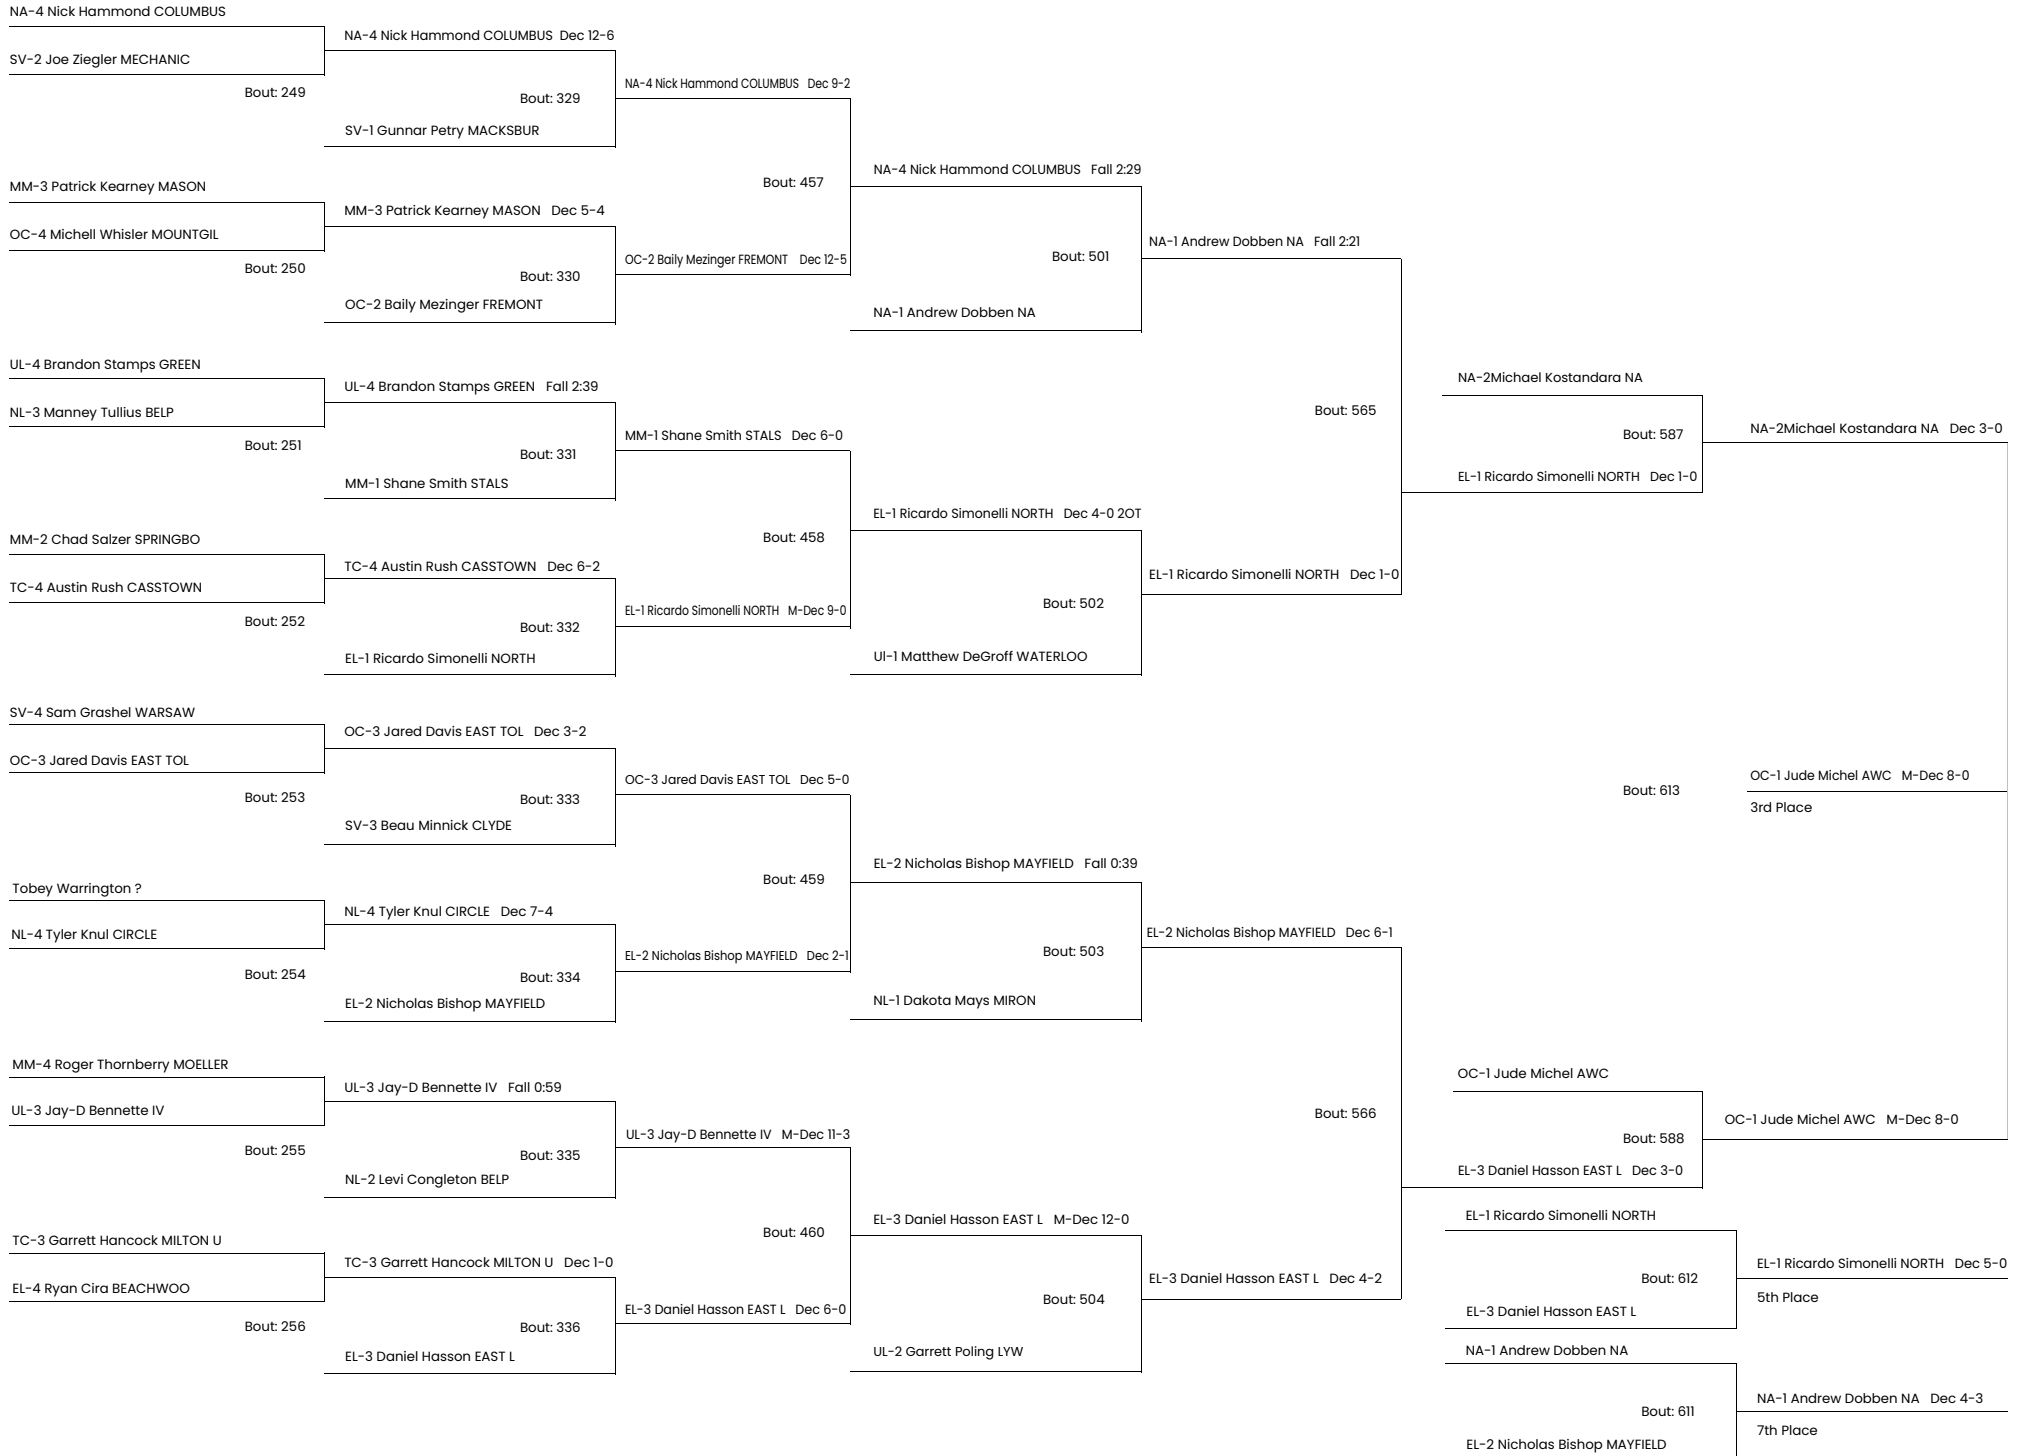 NA-4 Nick Hammond COLUMBUS
SV-2 Joe Ziegler MECHANIC
Bout: 249
MM-3 Patrick Kearney MASON
OC-4 Michell Whisler MOUNTGIL
Bout: 250
UL-4 Brandon Stamps GREEN
NL-3 Manney Tullius BELP
Bout: 251
MM-2 Chad Salzer SPRINGBO
TC-4 Austin Rush CASSTOWN
Bout: 252
SV-4 Sam Grashel WARSAW
OC-3 Jared Davis EAST TOL
Bout: 253
Tobey Warrington ?
NL-4 Tyler Knul CIRCLE
Bout: 254
MM-4 Roger Thornberry MOELLER
UL-3 Jay-D Bennette IV
Bout: 255
TC-3 Garrett Hancock MILTON U
EL-4 Ryan Cira BEACHWOO
Bout: 256
NA-4 Nick Hammond COLUMBUS Dec 12-6
Bout: 329
SV-1 Gunnar Petry MACKSBUR
MM-3 Patrick Kearney MASON Dec 5-4
Bout: 330
OC-2 Baily Mezinger FREMONT
UL-4 Brandon Stamps GREEN Fall 2:39
Bout: 331
MM-1 Shane Smith STALS
TC-4 Austin Rush CASSTOWN Dec 6-2
Bout: 332
EL-1 Ricardo Simonelli NORTH
OC-3 Jared Davis EAST TOL Dec 3-2
Bout: 333
SV-3 Beau Minnick CLYDE
NL-4 Tyler Knul CIRCLE Dec 7-4
Bout: 334
EL-2 Nicholas Bishop MAYFIELD
UL-3 Jay-D Bennette IV Fall 0:59
Bout: 335
NL-2 Levi Congleton BELP
TC-3 Garrett Hancock MILTON U Dec 1-0
Bout: 336
EL-3 Daniel Hasson EAST L
NA-4 Nick Hammond COLUMBUS Dec 9-2
Bout: 457
OC-2 Baily Mezinger FREMONT Dec 12-5
MM-1 Shane Smith STALS Dec 6-0
Bout: 458
EL-1 Ricardo Simonelli NORTH M-Dec 9-0
OC-3 Jared Davis EAST TOL Dec 5-0
Bout: 459
EL-2 Nicholas Bishop MAYFIELD Dec 2-1
UL-3 Jay-D Bennette IV M-Dec 11-3
Bout: 460
EL-3 Daniel Hasson EAST L Dec 6-0
NA-4 Nick Hammond COLUMBUS Fall 2:29
Bout: 501
NA-1 Andrew Dobben NA
EL-1 Ricardo Simonelli NORTH Dec 4-0 2OT
Bout: 502
Ul-1 Matthew DeGroff WATERLOO
EL-2 Nicholas Bishop MAYFIELD Fall 0:39
Bout: 503
NL-1 Dakota Mays MIRON
EL-3 Daniel Hasson EAST L M-Dec 12-0
Bout: 504
UL-2 Garrett Poling LYW
NA-1 Andrew Dobben NA Fall 2:21
Bout: 565
EL-1 Ricardo Simonelli NORTH Dec 1-0
EL-2 Nicholas Bishop MAYFIELD Dec 6-1
Bout: 566
EL-3 Daniel Hasson EAST L Dec 4-2
NA-2Michael Kostandara NA
Bout: 587
EL-1 Ricardo Simonelli NORTH Dec 1-0
OC-1 Jude Michel AWC
Bout: 588
EL-3 Daniel Hasson EAST L Dec 3-0
NA-2Michael Kostandara NA Dec 3-0
Bout: 613
OC-1 Jude Michel AWC M-Dec 8-0
3rd Place
OC-1 Jude Michel AWC M-Dec 8-0
EL-1 Ricardo Simonelli NORTH
Bout: 612
EL-3 Daniel Hasson EAST L
EL-1 Ricardo Simonelli NORTH Dec 5-0
5th Place
NA-1 Andrew Dobben NA
Bout: 611
EL-2 Nicholas Bishop MAYFIELD
NA-1 Andrew Dobben NA Dec 4-3
7th Place